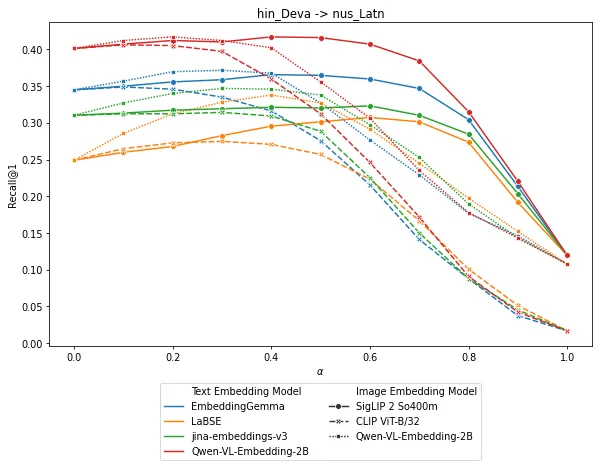 hin_Deva -> nus_Latn
0.40
0.35
0.30
0.25
0.20
0.15
0.10
0.05
0.00
Recall@1
0.0 0.2 0.4 0.6 0.8 1.0
α
Text Embedding Model Image Embedding Model
EmbeddingGemma SigLIP 2 So400m
LaBSE CLIP ViT-B/32
jina-embeddings-v3 Qwen-VL-Embedding-2B
Qwen-VL-Embedding-2B